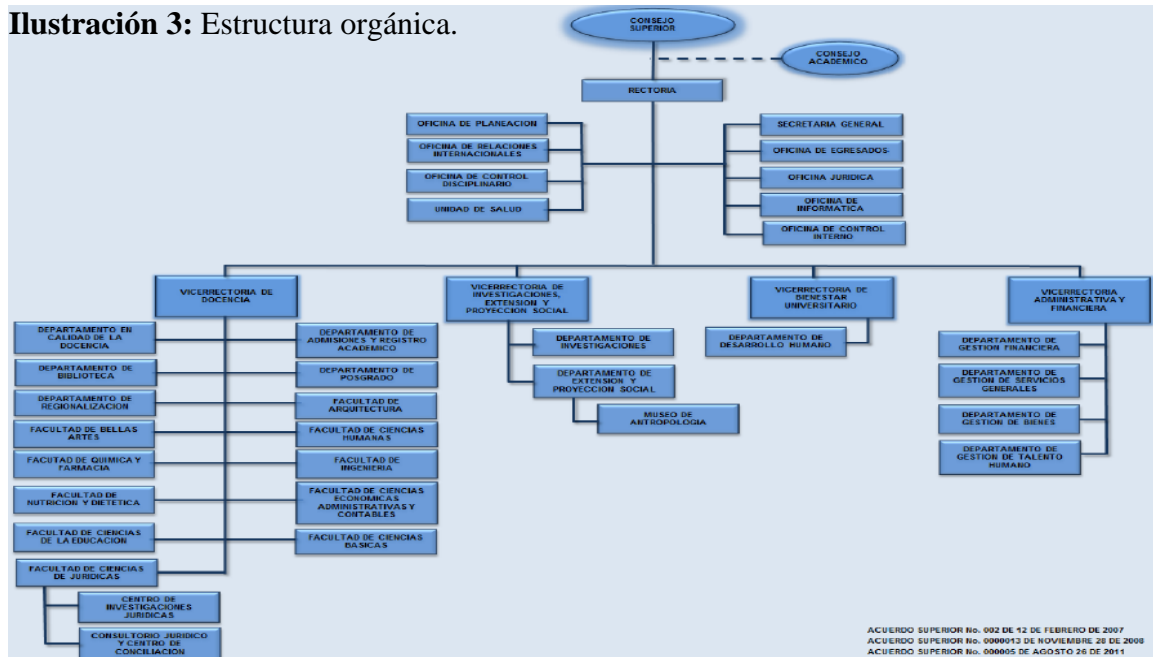 Ilustración 3: Estructura orgánica.
CONSEJO
SUPERIOR
CONSEJO
ACADEMICO
RECTORIA
OFICINA DE PLANEACION
OFICINA DE RELACIONES
INTERNACIONALES
OFICINA DE CONTROL
DISCIPLINARIO
UNIDAD DE SALUD
SECRETARIA GENERAL
OFICINA DE EGRESADOS-
OFICINA JURIDICA
OFICINA DE
INFORMATICA
OFICINA DE CONTROL
INTERNO
VICERRECTORIA DE
DOCENCIA
VICERRECTORIA DE
INVESTIGACIONES,
EXTENSION Y
PROYECCION SOCIAL
VICERRECTORIA DE
BIENESTAR
UNIVERSITARIO
VICERRECTORIA
ADMINISTRATIVA Y
FINANCIERA
DEPARTAMENTO EN
CALIDAD DE LA
DOCENCIA
DEPARTAMENTO DE
BIBLIOTECA
DEPARTAMENTO DE
REGIONALIZACION
FACULTAD DE BELLAS
ARTES
FACUTAD DE QUIMICA Y
FARMACIA
FACULTAD DE
NUTRICION Y DIETETICA
FACULTAD DE CIENCIAS
DE LA EDUCACION
FACULTAD DE CIENCIAS
DE JURIDICAS
CENTRO DE
INVESTIGACIONES
JURIDICAS
CONSULTORIO JURIDICO
Y CENTRO DE
CONCILIACION
DEPARTAMENTO DE
ADMISIONES Y REGISTRO
ACADEMICO
DEPARTAMENTO DE
POSGRADO
FACULTAD DE
ARQUITECTURA
FACULTAD DE CIENCIAS
HUMANAS
FACULTAD DE
INGENIERIA
FACULTAD DE CIENCIAS
ECONOMICAS
ADMINISTRATIVAS Y
CONTABLES
FACULTAD DE CIENCIAS
BASICAS
DEPARTAMENTO DE
INVESTIGACIONES
DEPARTAMENTO DE
EXTENSION Y
PROYECCION SOCIAL
MUSEO DE
ANTROPOLOGIA
DEPARTAMENTO DE
DESARROLLO HUMANO
DEPARTAMENTO DE
GESTION FINANCIERA
DEPARTAMENTO DE
GESTION DE SERVICIOS
GENERALES
DEPARTAMENTO DE
GESTION DE BIENES
DEPARTAMENTO DE
GESTION DE TALENTO
HUMANO
ACUERDO SUPERIOR No. 002 DE 12 DE FEBRERO DE 2007
ACUERDO SUPERIOR No. 0000013 DE NOVIEMBRE 28 DE 2008
ACUERDO SUPERIOR No. 000005 DE AGOSTO 26 DE 2011